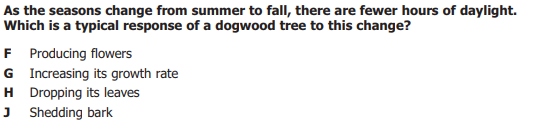 As the seasons change from summer to fall, there are fewer hours of daylight.
Which is a typical response of a dogwood tree to this change?
F Producing flowers
G Increasing its growth rate
H Dropping its leaves
J Shedding bark